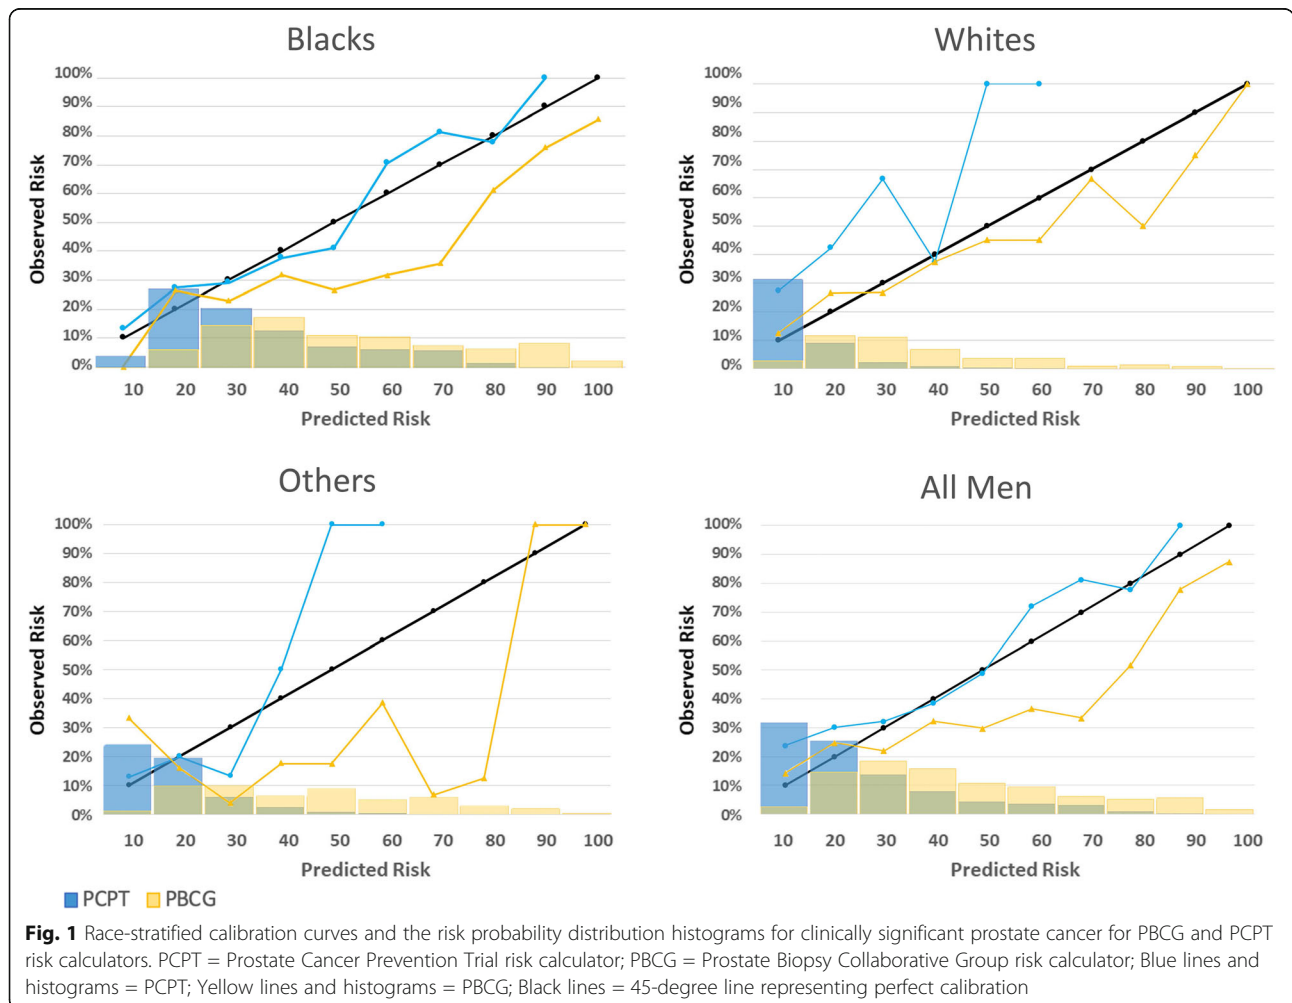 Blacks
100%
90%
80%
70%
60%
50%
40%
30%
20%
10%
0%
Observed Risk
10 20 30 40 50 60 70 80 90 100
Predicted Risk
Whites
100%
90%
80%
70%
60%
50%
40%
30%
20%
10%
0%
Observed Risk
10 20 30 40 50 60 70 80 90 100
Predicted Risk
Others
100%
90%
80%
70%
60%
50%
40%
30%
20%
10%
0%
Observed Risk
10 20 30 40 50 60 70 80 90 100
Predicted Risk
All Men
100%
90%
80%
70%
60%
50%
40%
30%
20%
10%
0%
Observed Risk
10 20 30 40 50 60 70 80 90 100
Predicted Risk
PCPT PBCG
Fig. 1 Race-stratified calibration curves and the risk probability distribution histograms for clinically significant prostate cancer for PBCG and PCPT
risk calculators. PCPT = Prostate Cancer Prevention Trial risk calculator; PBCG = Prostate Biopsy Collaborative Group risk calculator; Blue lines and
histograms = PCPT; Yellow lines and histograms = PBCG; Black lines = 45-degree line representing perfect calibration